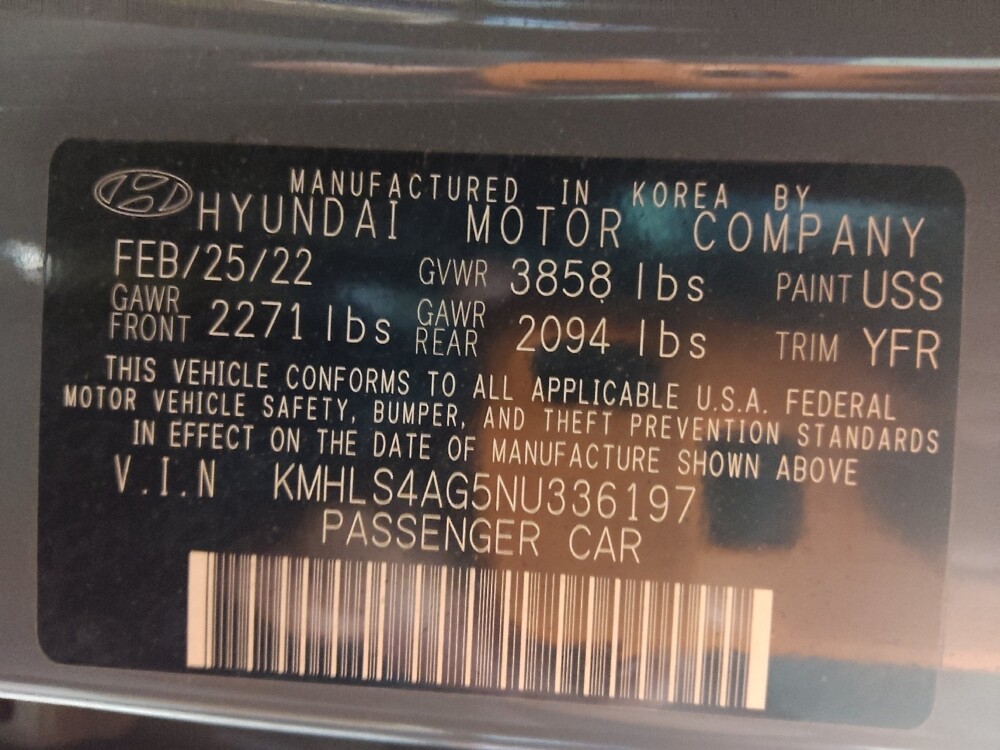 MANUFACTURED IN KOREA BY
HYUNDAI MOTOR COMPANY
FEB/25/22 GVWR 3858 lbs PAINT USS
GAWR FRONT 2271 lbs GAWR REAR 2094 lbs TRIM YFR
THIS VEHICLE CONFORMS TO ALL APPLICABLE U.S.A. FEDERAL
MOTOR VEHICLE SAFETY, BUMPER, AND THEFT PREVENTION STANDARDS
IN EFFECT ON THE DATE OF MANUFACTURE SHOWN ABOVE
V.I.N KMHLS4AG5NU336197
PASSENGER CAR